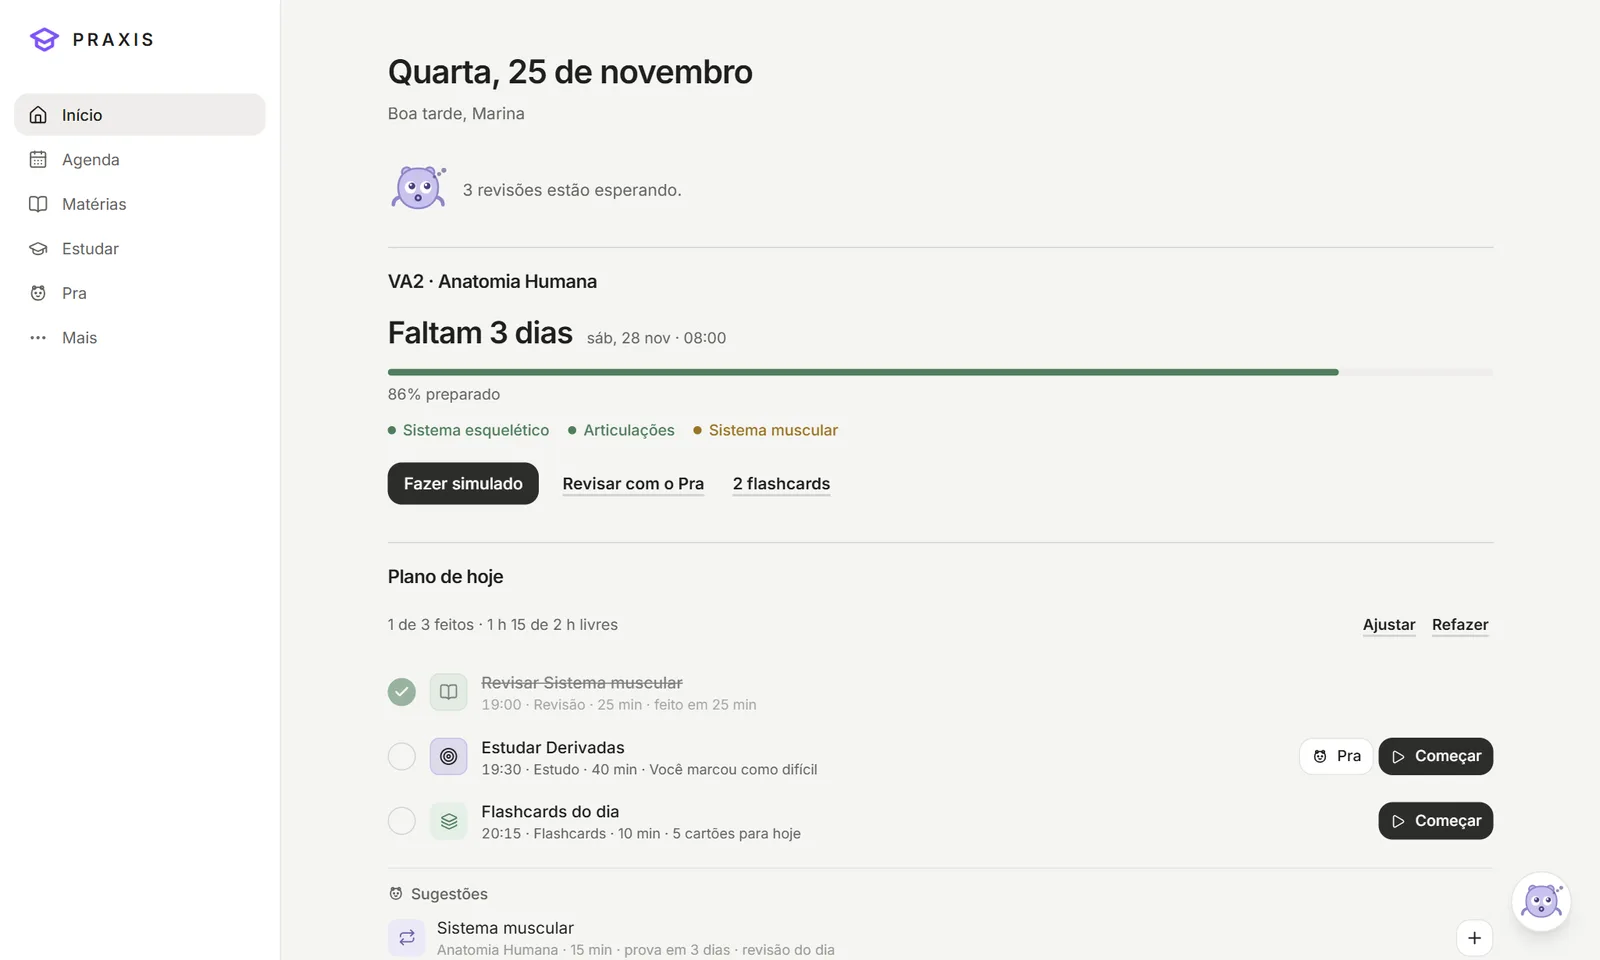 PRAXIS
Início
Agenda
Matérias
Estudar
Pra
Mais
Quarta, 25 de novembro
Boa tarde, Marina
3 revisões estão esperando.
VA2 · Anatomia Humana
Faltam 3 dias sáb, 28 nov · 08:00
86% preparado
Sistema esquelético Articulações Sistema muscular
Fazer simulado Revisar com o Pra 2 flashcards
Plano de hoje
1 de 3 feitos · 1 h 15 de 2 h livres Ajustar Refazer
Revisar Sistema muscular
19:00 · Revisão · 25 min · feito em 25 min
Estudar Derivadas
19:30 · Estudo · 40 min · Você marcou como difícil
Pra Começar
Flashcards do dia
20:15 · Flashcards · 10 min · 5 cartões para hoje
Começar
Sugestões
Sistema muscular
Anatomia Humana · 15 min · prova em 3 dias · revisão do dia